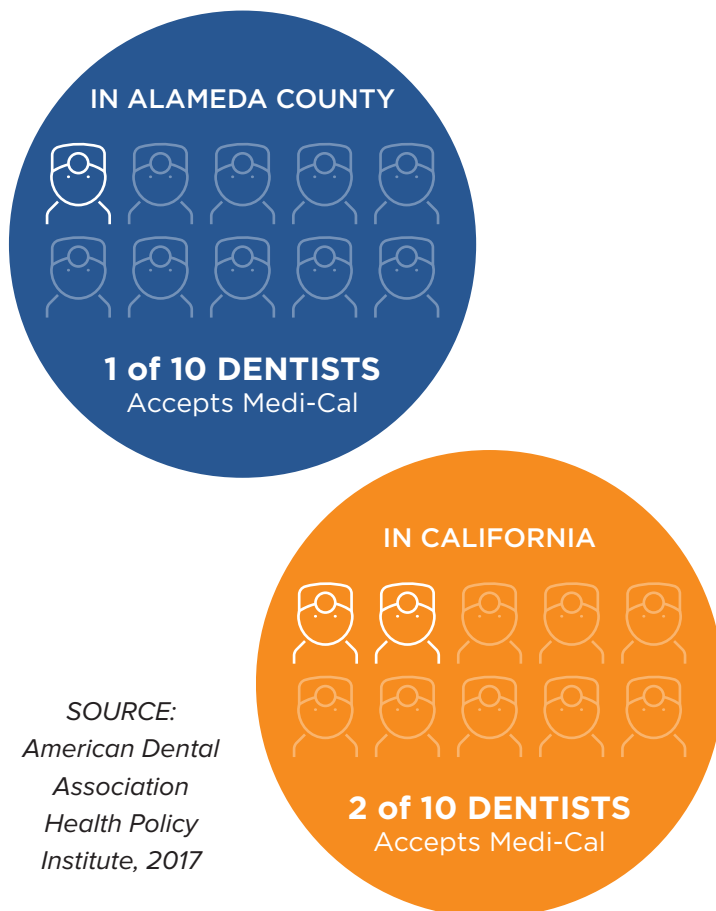 IN ALAMEDA COUNTY
1 of 10 DENTISTS
Accepts Medi-Cal
IN CALIFORNIA
2 of 10 DENTISTS
Accepts Medi-Cal
SOURCE:
American Dental
Association
Health Policy
Institute, 2017